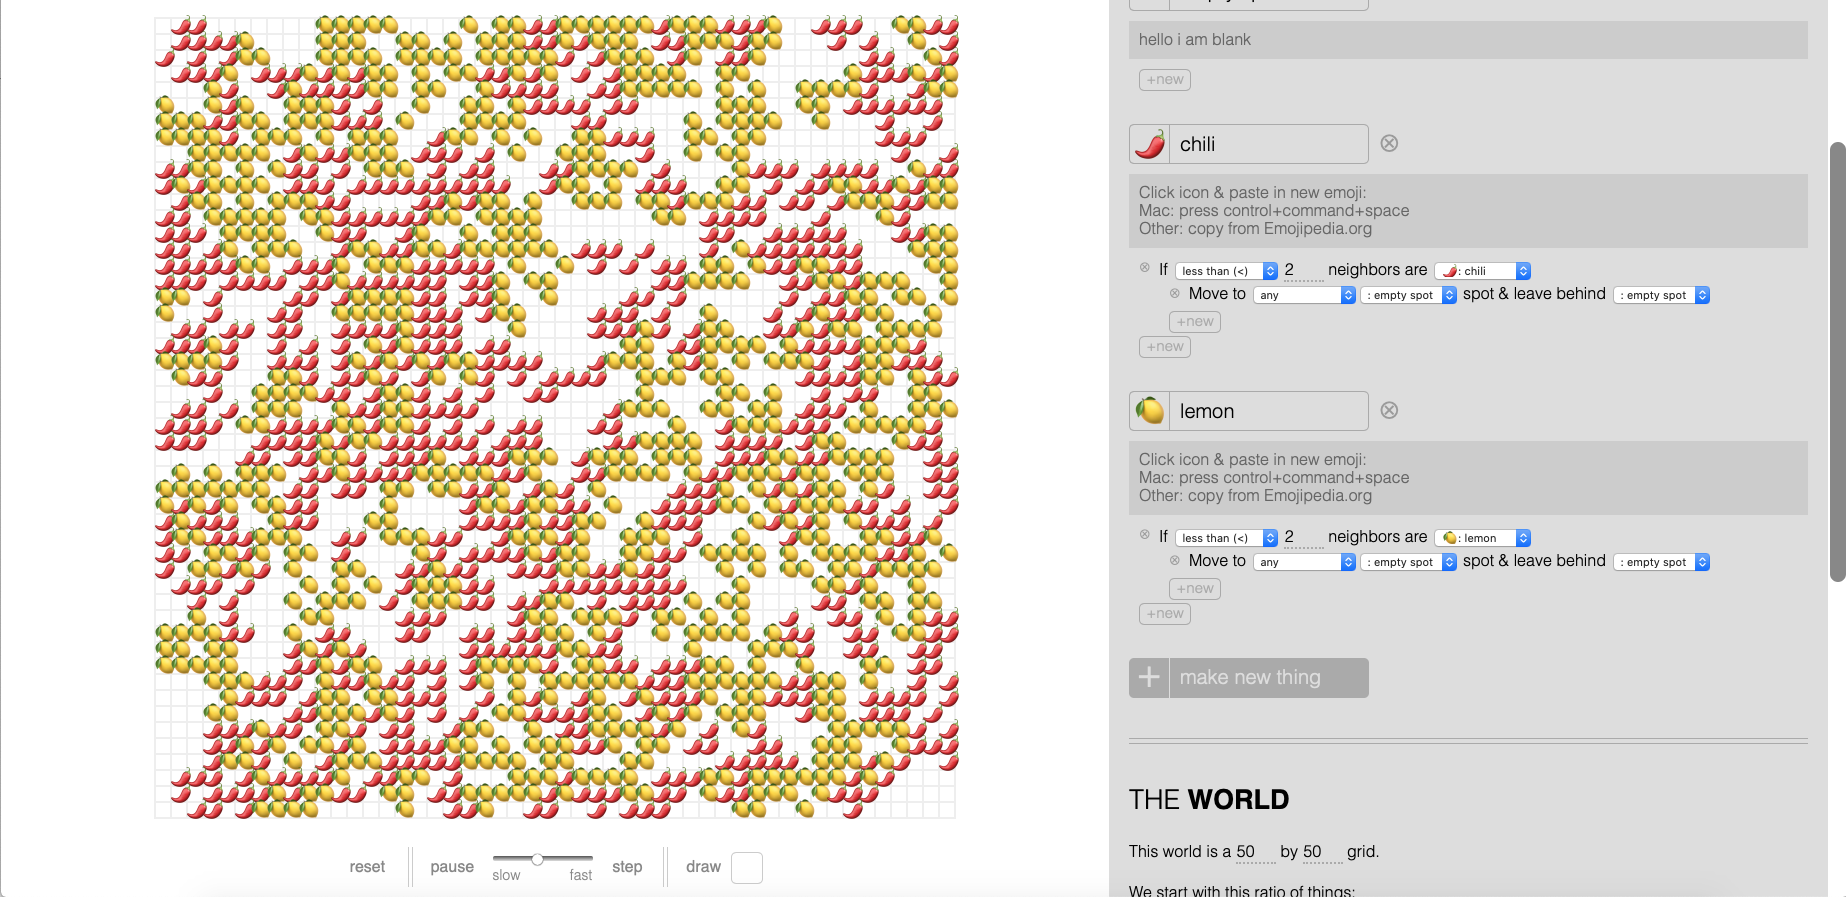 reset
pause
slow
fast
step
draw
hello i am blank
+new
chili
Click icon & paste in new emoji:
Mac: press control+command+space
Other: copy from Emojipedia.org
If less than (<) 2 neighbors are : chili
Move to any : empty spot spot & leave behind : empty spot
+new
+new
lemon
Click icon & paste in new emoji:
Mac: press control+command+space
Other: copy from Emojipedia.org
If less than (<) 2 neighbors are : lemon
Move to any : empty spot spot & leave behind : empty spot
+new
+new
make new thing
THE WORLD
This world is a 50 by 50 grid.
We start with this ratio of things: